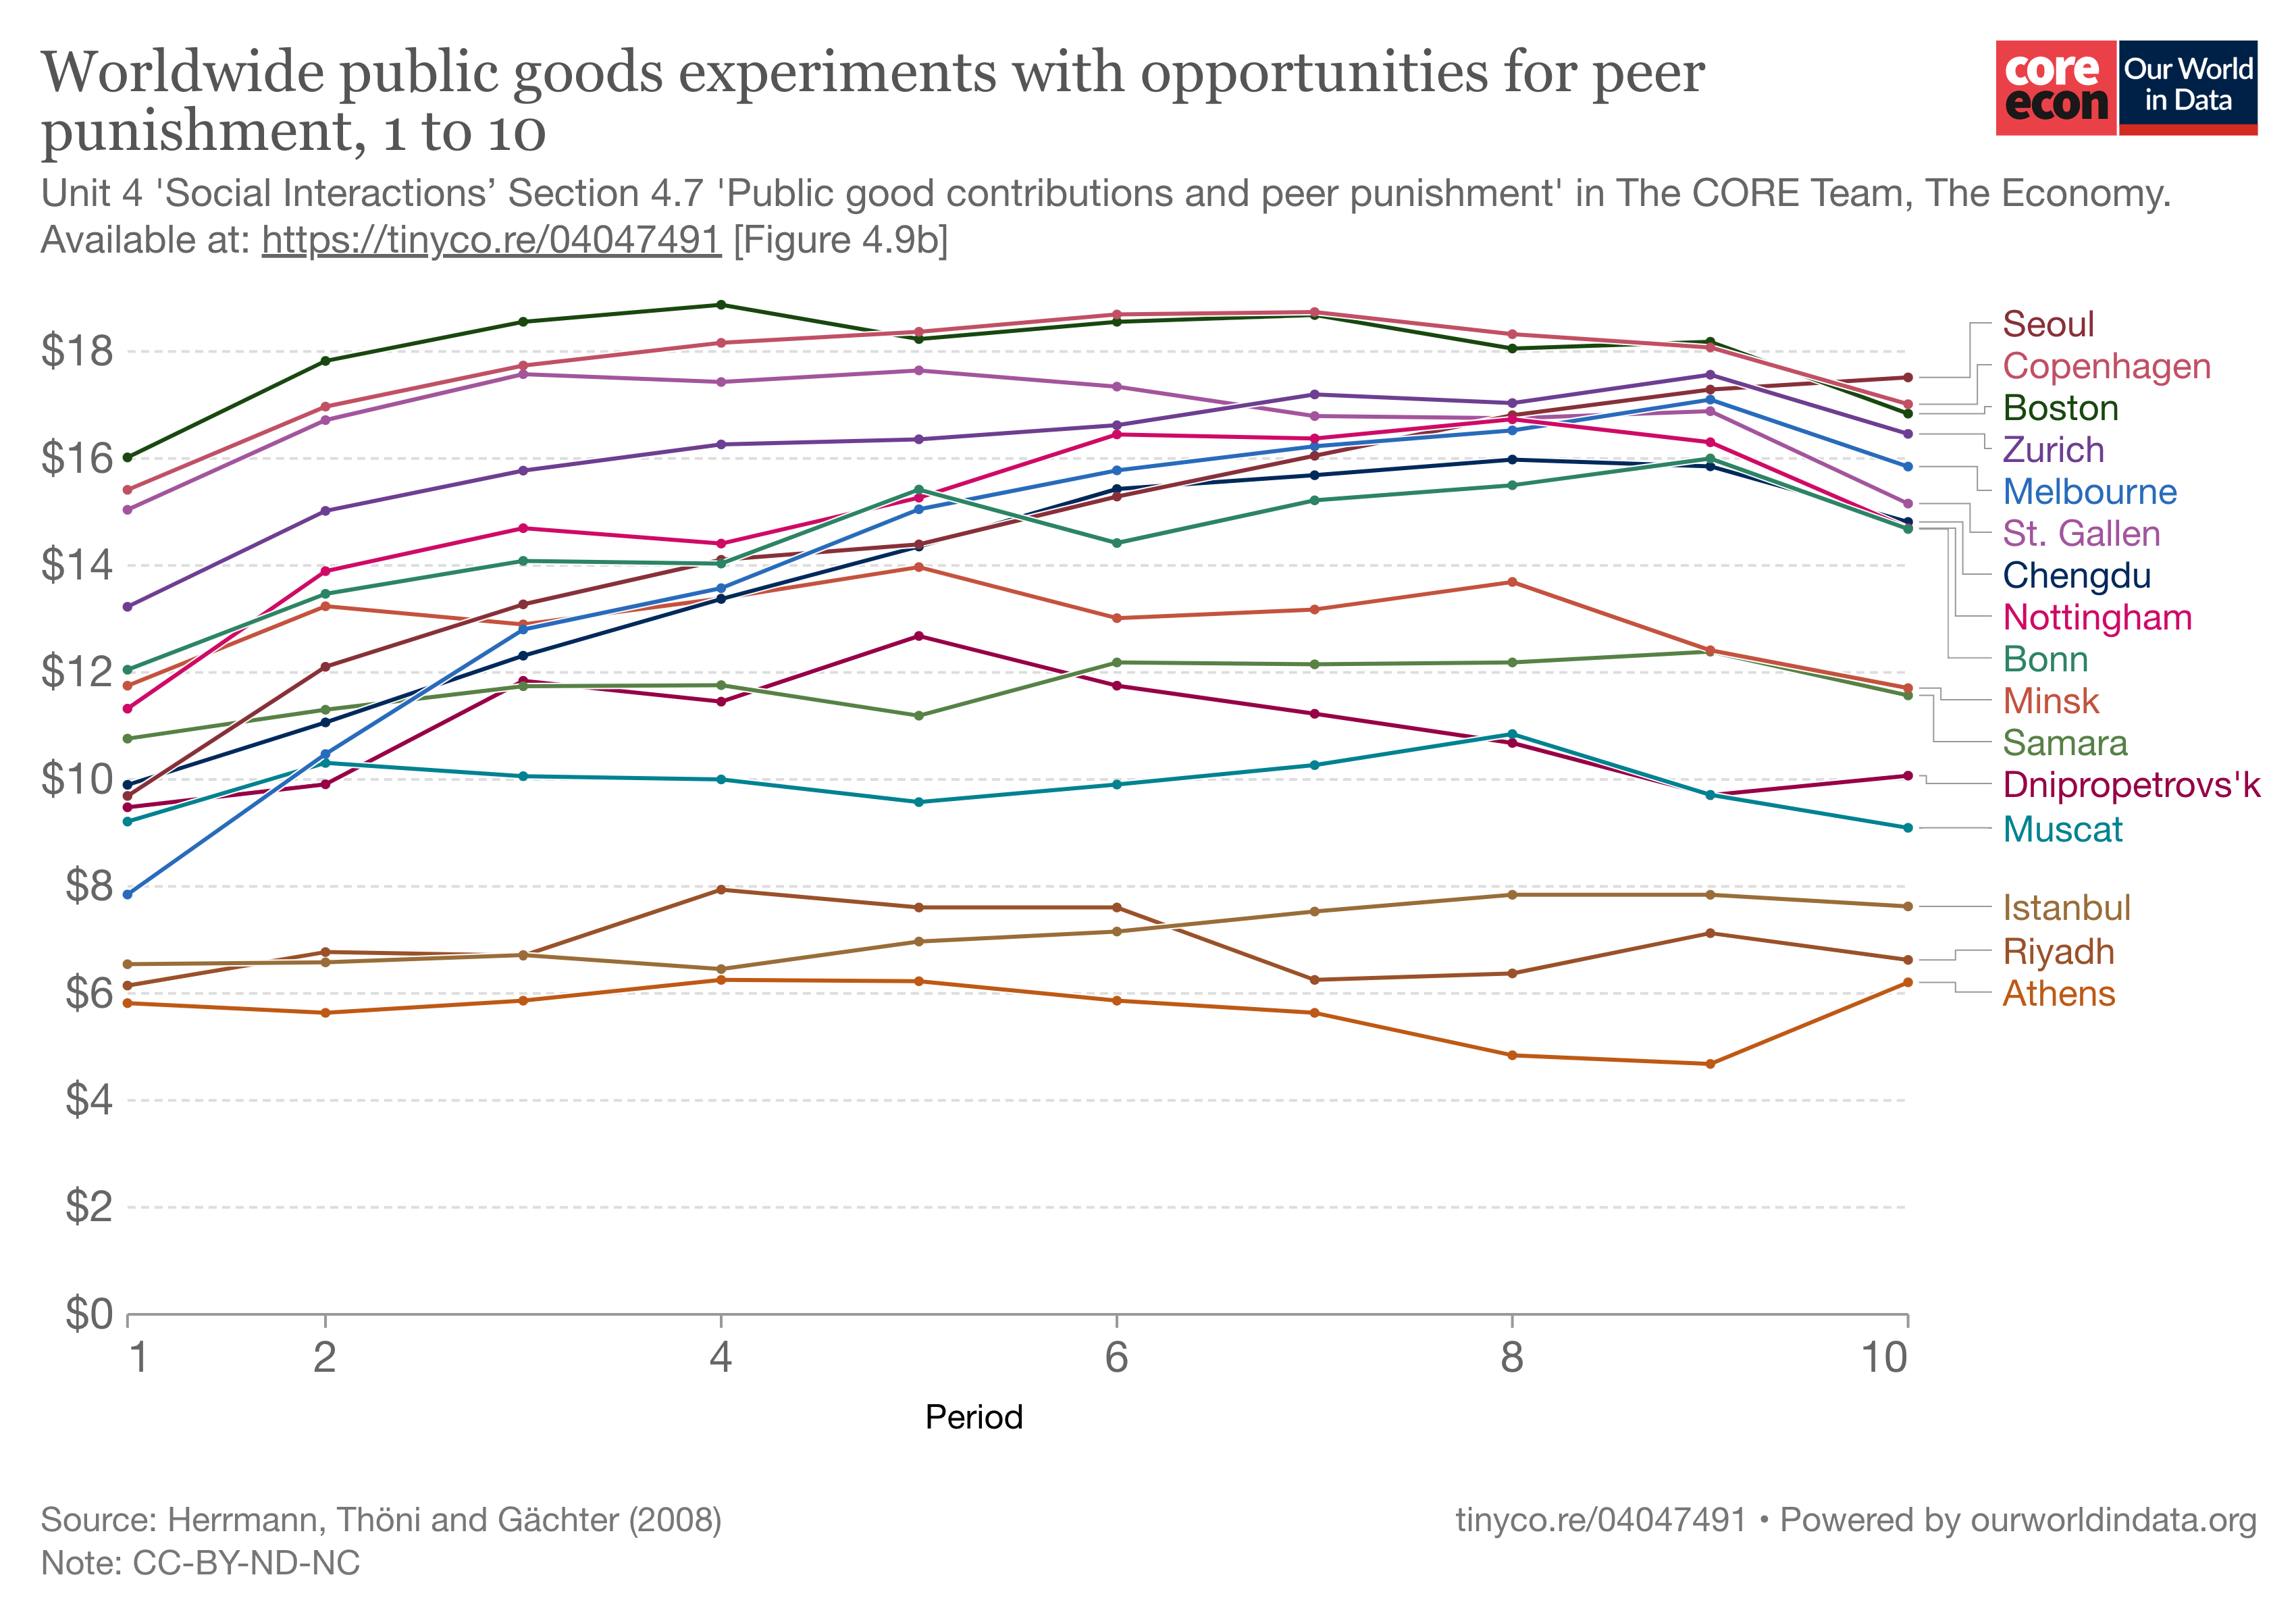 Worldwide public goods experiments with opportunities for peer
punishment, 1 to 10
Unit 4 'Social Interactions’ Section 4.7 'Public good contributions and peer punishment' in The CORE Team, The Economy.
Available at: https://tinyco.re/04047491 [Figure 4.9b]
core
econ
Our World
in Data
$18
$16
$14
$12
$10
$8
$6
$4
$2
$0
Seoul
Copenhagen
Boston
Zurich
Melbourne
St. Gallen
Chengdu
Nottingham
Bonn
Minsk
Samara
Dnipropetrovs'k
Muscat
Istanbul
Riyadh
Athens
1 2 4 6 8 10
Period
Source: Herrmann, Thöni and Gächter (2008)
Note: CC-BY-ND-NC
tinyco.re/04047491 • Powered by ourworldindata.org